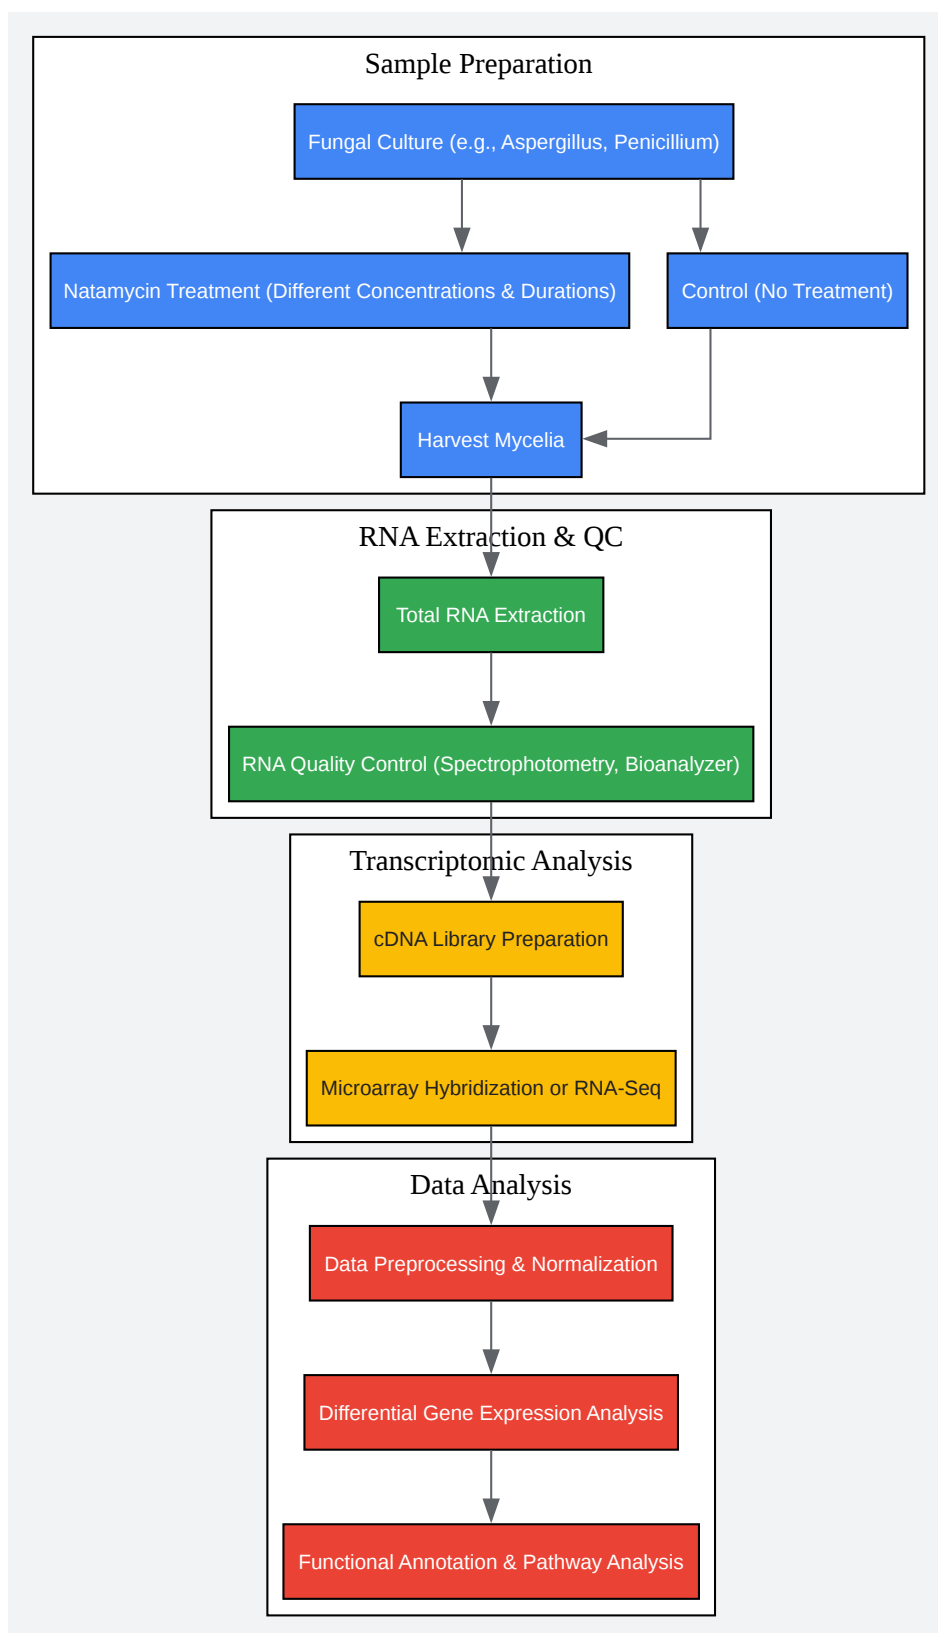 Sample Preparation
Fungal Culture (e.g., Aspergillus, Penicillium)
Natamycin Treatment (Different Concentrations & Durations)
Control (No Treatment)
Harvest Mycelia
RNA Extraction & QC
Total RNA Extraction
RNA Quality Control (Spectrophotometry, Bioanalyzer)
Transcriptomic Analysis
cDNA Library Preparation
Microarray Hybridization or RNA-Seq
Data Analysis
Data Preprocessing & Normalization
Differential Gene Expression Analysis
Functional Annotation & Pathway Analysis